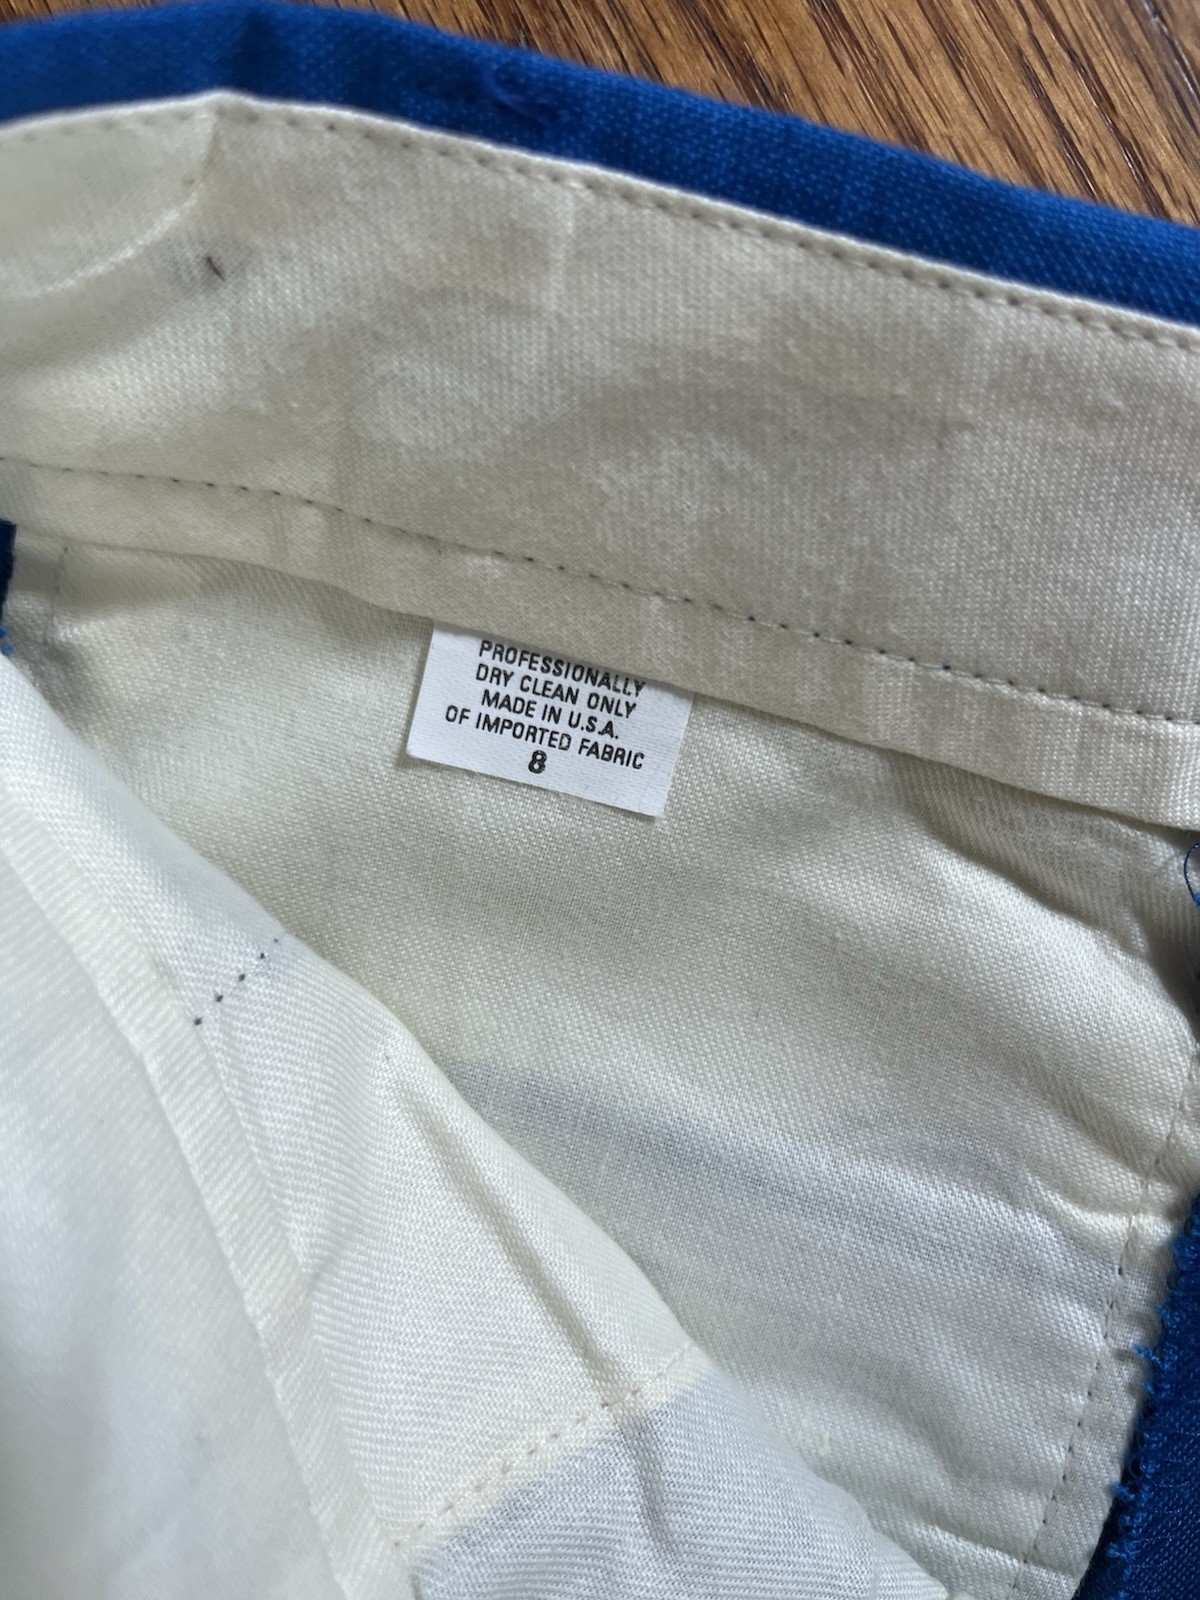 PROFESSIONALLY
DRY CLEAN ONLY
MADE IN U.S.A.
OF IMPORTED FABRIC
8